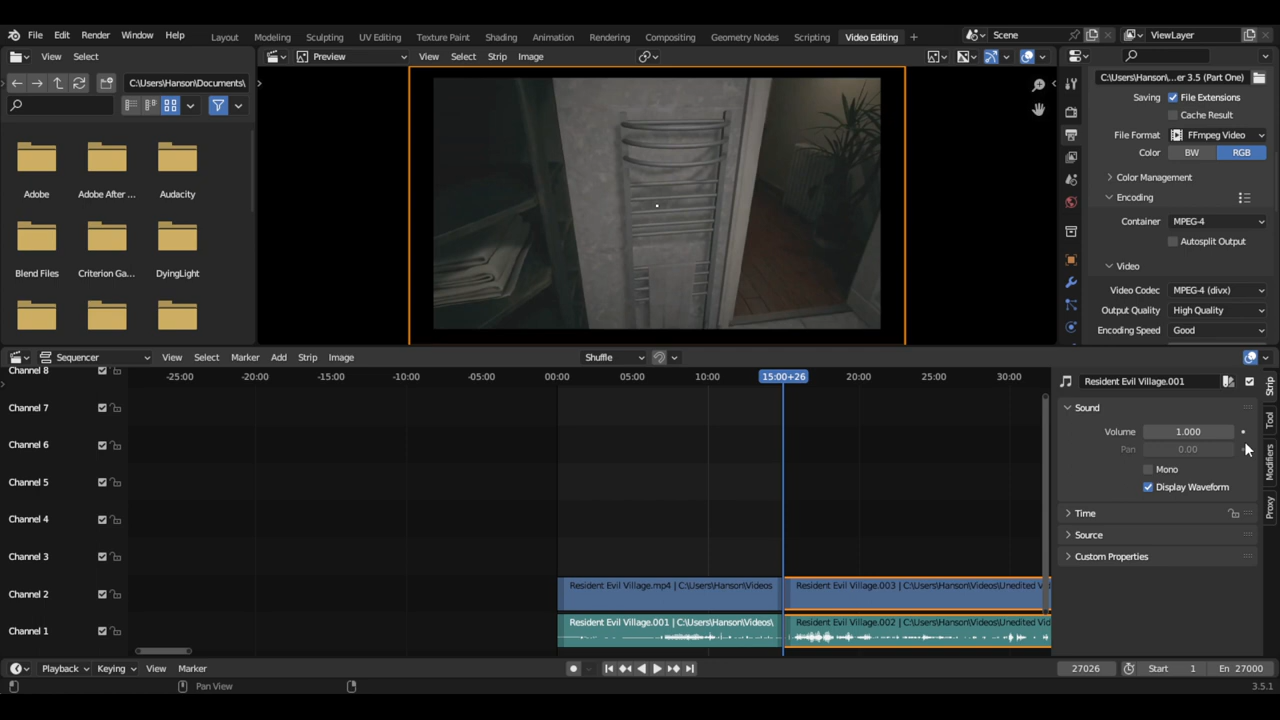 File Edit Render Window Help Layout Modeling Sculpting UV Editing Texture Paint Shading Animation Rendering Compositing Geometry Nodes Scripting Video Editing + Scene ViewLayer
View Select Preview View Select Strip Image
C:\Users\Hanson\Documents\
Adobe Adobe After ... Audacity
Blend Files Criterion Ga... DyingLight
C:\Users\Hanson\...er 3.5 (Part One)
Saving File Extensions
Cache Result
File Format FFmpeg Video
Color BW RGB
Color Management
Encoding
Container MPEG-4
Autosplit Output
Video
Video Codec MPEG-4 (divx)
Output Quality High Quality
Encoding Speed Good
Sequencer View Select Marker Add Strip Image Shuffle
-25:00 -20:00 -15:00 -10:00 -05:00 00:00 05:00 10:00 15:00+26 20:00 25:00 30:00
Channel 8
Channel 7
Channel 6
Channel 5
Channel 4
Channel 3
Channel 2 Resident Evil Village.mp4 | C:\Users\Hanson\Videos Resident Evil Village.003 | C:\Users\Hanson\Videos\Unedited Vid
Channel 1 Resident Evil Village.001 | C:\Users\Hanson\Videos\ Resident Evil Village.002 | C:\Users\Hanson\Videos\Unedited Vid
Resident Evil Village.001
Sound
Volume 1.000
Pan 0.00
Mono
Display Waveform
Time
Source
Custom Properties
Strip
Tool
Modifiers
Proxy
Playback Keying View Marker 27026 Start 1 En 27000
Pan View 3.5.1